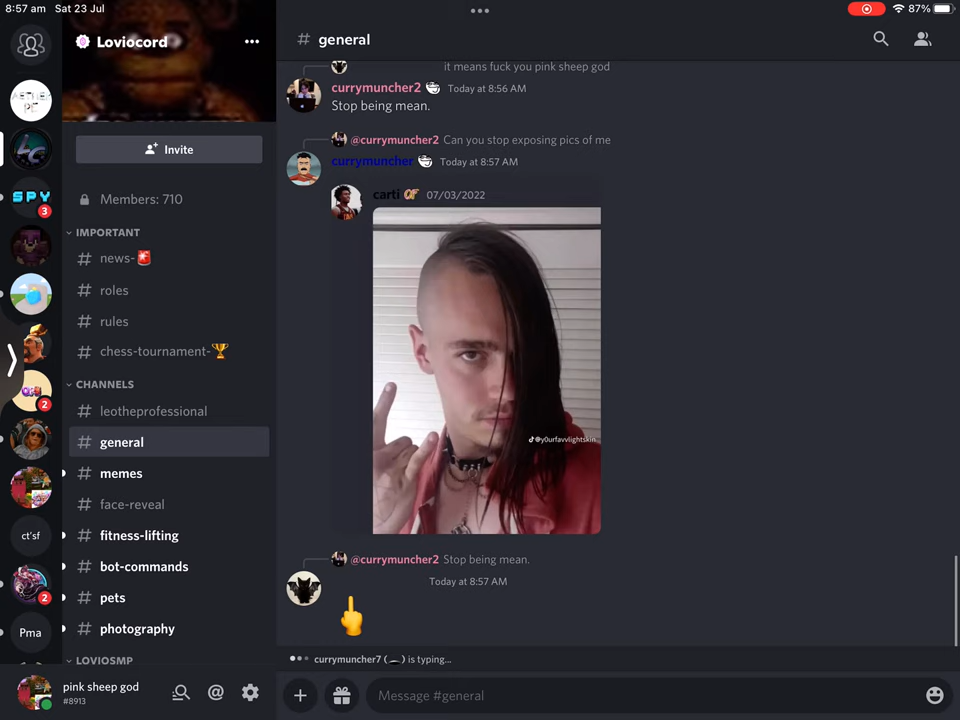 8:57 am Sat 23 Jul
87%
Loviocord
Invite
Members: 710
IMPORTANT
# news-🚨
# roles
# rules
# chess-tournament-🏆
CHANNELS
# leotheprofessional
# general
# memes
# face-reveal
# fitness-lifting
# bot-commands
# pets
# photography
LOVIOSMP
pink sheep god
#8913
SPY
3
2
ct'sf
2
Pma
# general
it means fuck you pink sheep god
currymuncher2 Today at 8:56 AM
Stop being mean.
@currymuncher2 Can you stop exposing pics of me
currymuncher Today at 8:57 AM
carti 07/03/2022
@y0urfavvlightskin
@currymuncher2 Stop being mean.
Today at 8:57 AM
🖕
currymuncher7 ( ) is typing...
Message #general